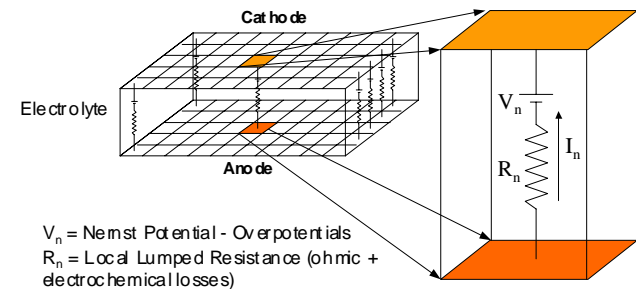 Cathode
Electrolyte
Anode
Vn
In
Rn
Vn = Nernst Potential - Overpotentials
Rn = Local Lumped Resistance (ohmic +
electrochemical losses)